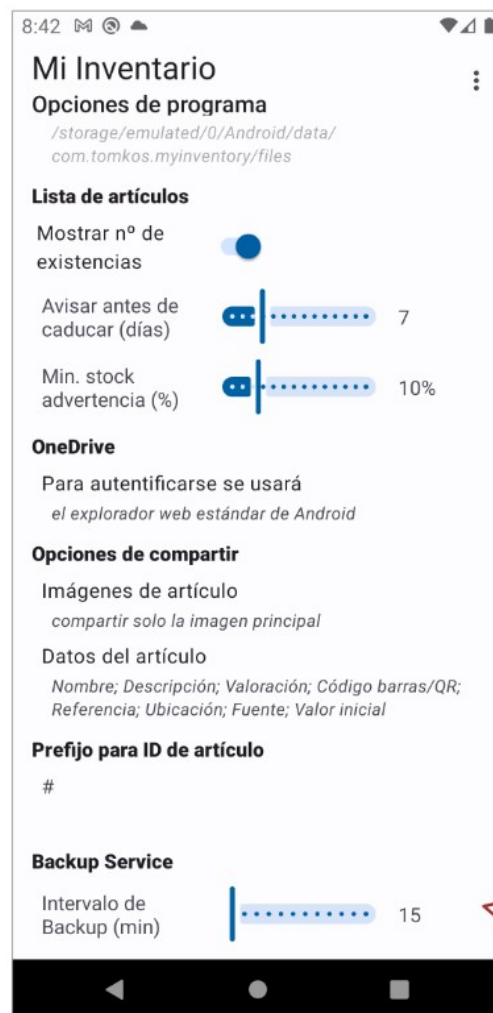 8:42
Mi Inventario
Opciones de programa
/storage/emulated/0/Android/data/
com.tomkos.myinventory/files
Lista de artículos
Mostrar nº de
existencias
Avisar antes de
caducar (días)
7
Min. stock
advertencia (%)
10%
OneDrive
Para autentificarse se usará
el explorador web estándar de Android
Opciones de compartir
Imágenes de artículo
compartir solo la imagen principal
Datos del artículo
Nombre; Descripción; Valoración; Código barras/QR;
Referencia; Ubicación; Fuente; Valor inicial
Prefijo para ID de artículo
#
Backup Service
Intervalo de
Backup (min)
15